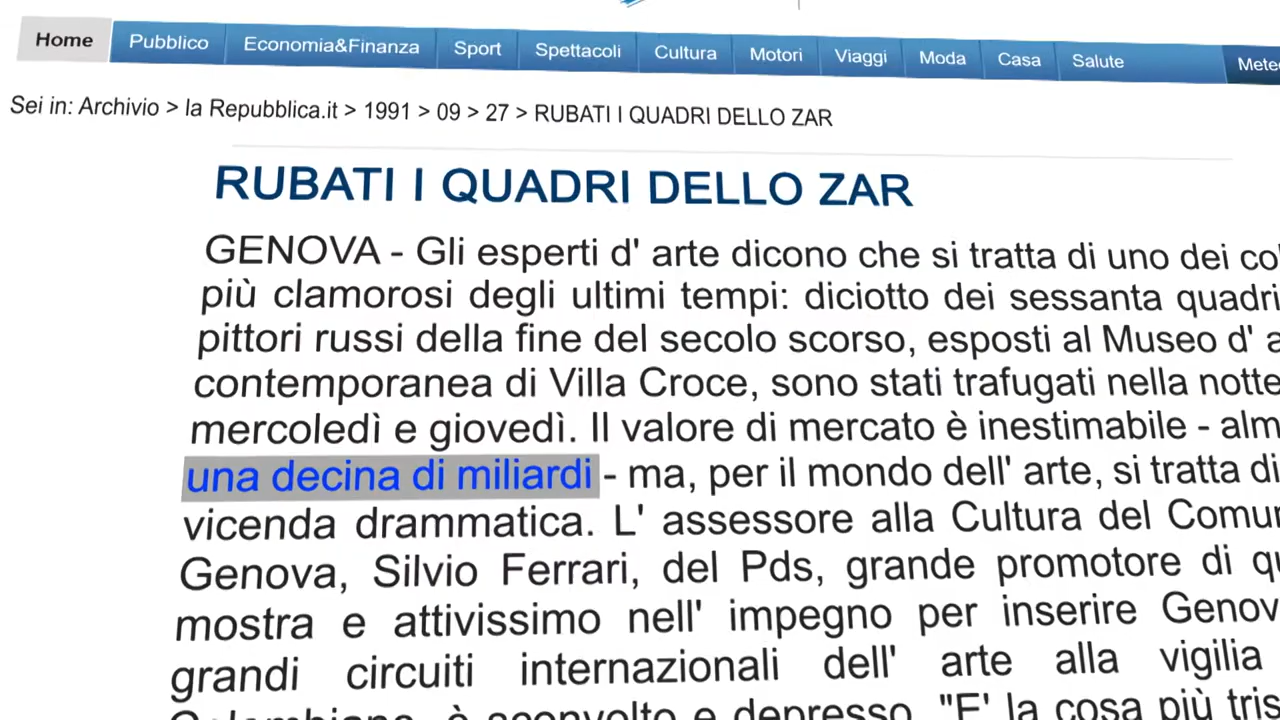 Home Pubblico Economia&Finanza Sport Spettacoli Cultura Motori Viaggi Moda Casa Salute
Sei in: Archivio > la Repubblica.it > 1991 > 09 > 27 > RUBATI I QUADRI DELLO ZAR
RUBATI I QUADRI DELLO ZAR
GENOVA - Gli esperti d' arte dicono che si tratta di uno dei
più clamorosi degli ultimi tempi: diciotto dei sessanta quadri
pittori russi della fine del secolo scorso, esposti al Museo d'
contemporanea di Villa Croce, sono stati trafugati nella notte
mercoledì e giovedì. Il valore di mercato è inestimabile -
una decina di miliardi - ma, per il mondo dell' arte, si tratta di
vicenda drammatica. L' assessore alla Cultura del
Genova, Silvio Ferrari, del Pds, grande promotore di
mostra e attivissimo nell' impegno per inserire
grandi circuiti internazionali dell' arte alla vigilia
è sconvolto e depresso. "E' la cosa più